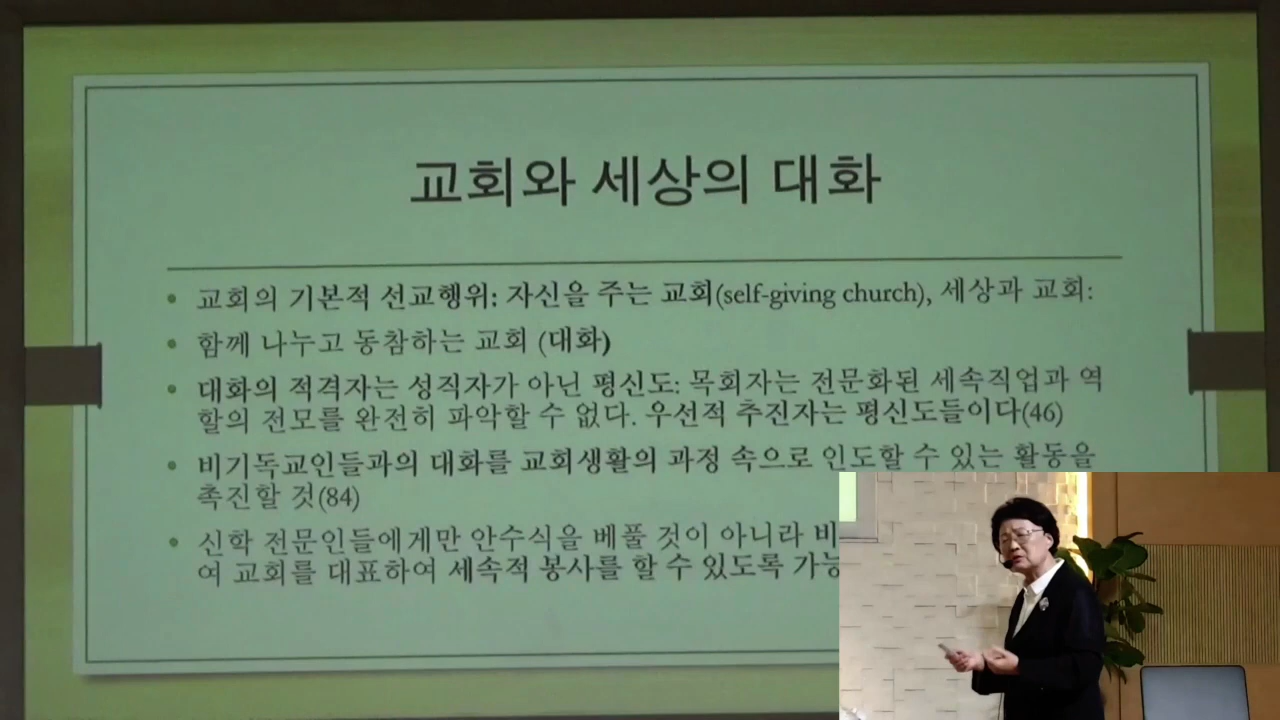 교회와 세상의 대화
• 교회의 기본적 선교행위: 자신을 주는 교회(self-giving church), 세상과 교회:
• 함께 나누고 동참하는 교회 (대화)
• 대화의 적격자는 성직자가 아닌 평신도: 목회자는 전문화된 세속직업과 역
할의 전모를 완전히 파악할 수 없다. 우선적 추진자는 평신도들이다(46)
• 비기독교인들과의 대화를 교회생활의 과정 속으로 인도할 수 있는 활동을
촉진할 것(84)
• 신학 전문인들에게만 안수식을 베풀 것이 아니라 비
여 교회를 대표하여 세속적 봉사를 할 수 있도록 가능